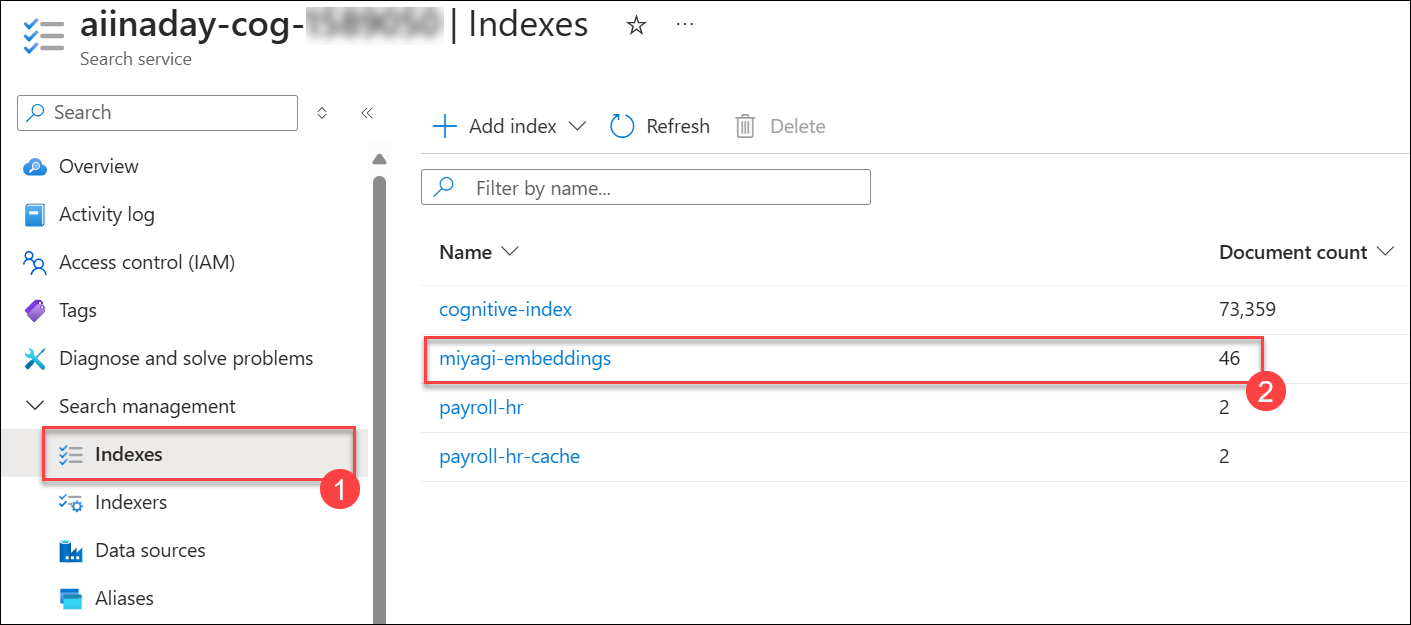 aiinaday-cog- | Indexes
Search service
Search
Add index
Refresh
Delete
Filter by name...
Overview
Activity log
Access control (IAM)
Tags
Diagnose and solve problems
Search management
Indexes
1
Indexers
Data sources
Aliases
Name
Document count
cognitive-index 73,359
miyagi-embeddings 46
2
payroll-hr 2
payroll-hr-cache 2